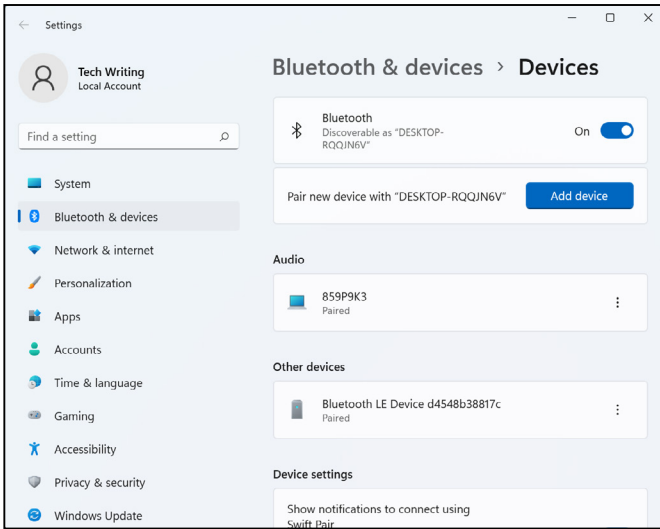 Settings
Tech Writing
Local Account
Find a setting
System
Bluetooth & devices
Network & internet
Personalization
Apps
Accounts
Time & language
Gaming
Accessibility
Privacy & security
Windows Update
Bluetooth & devices > Devices
Bluetooth
Discoverable as "DESKTOP-
RQQJN6V"
On
Pair new device with "DESKTOP-RQQJN6V"
Add device
Audio
859P9K3
Paired
Other devices
Bluetooth LE Device d4548b38817c
Paired
Device settings
Show notifications to connect using
Swift Pair